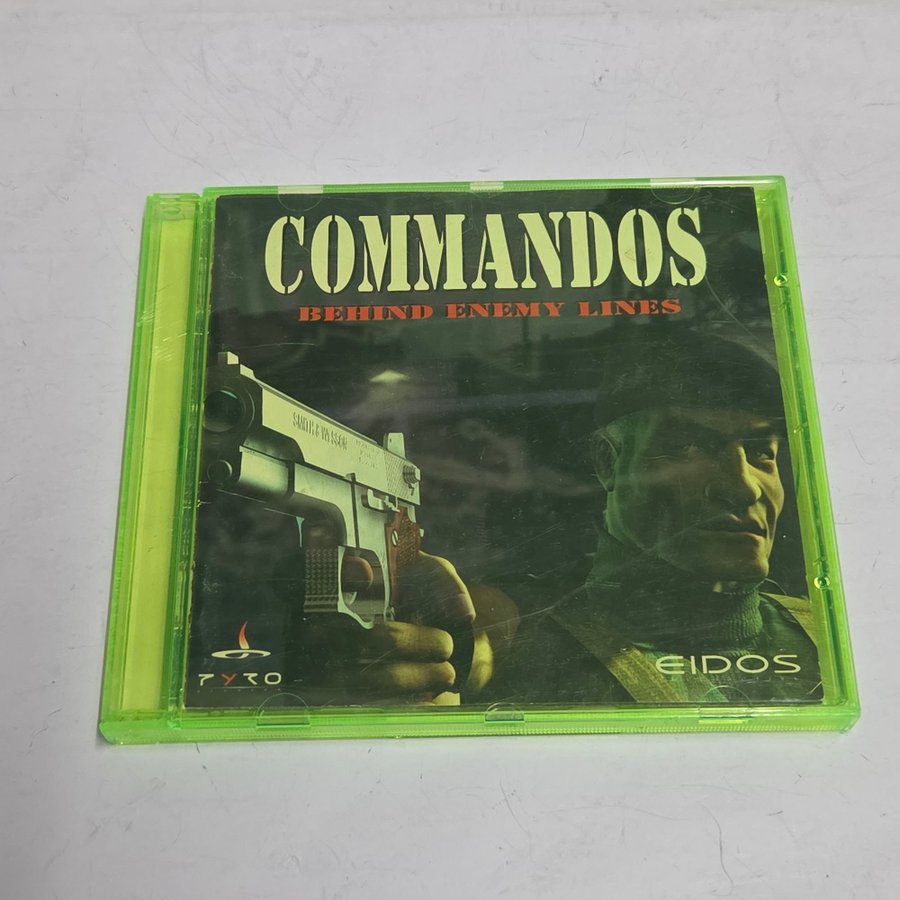 COMMANDOS
BEHIND ENEMY LINES
SMITH & WESSON
PYRO
EIDOS